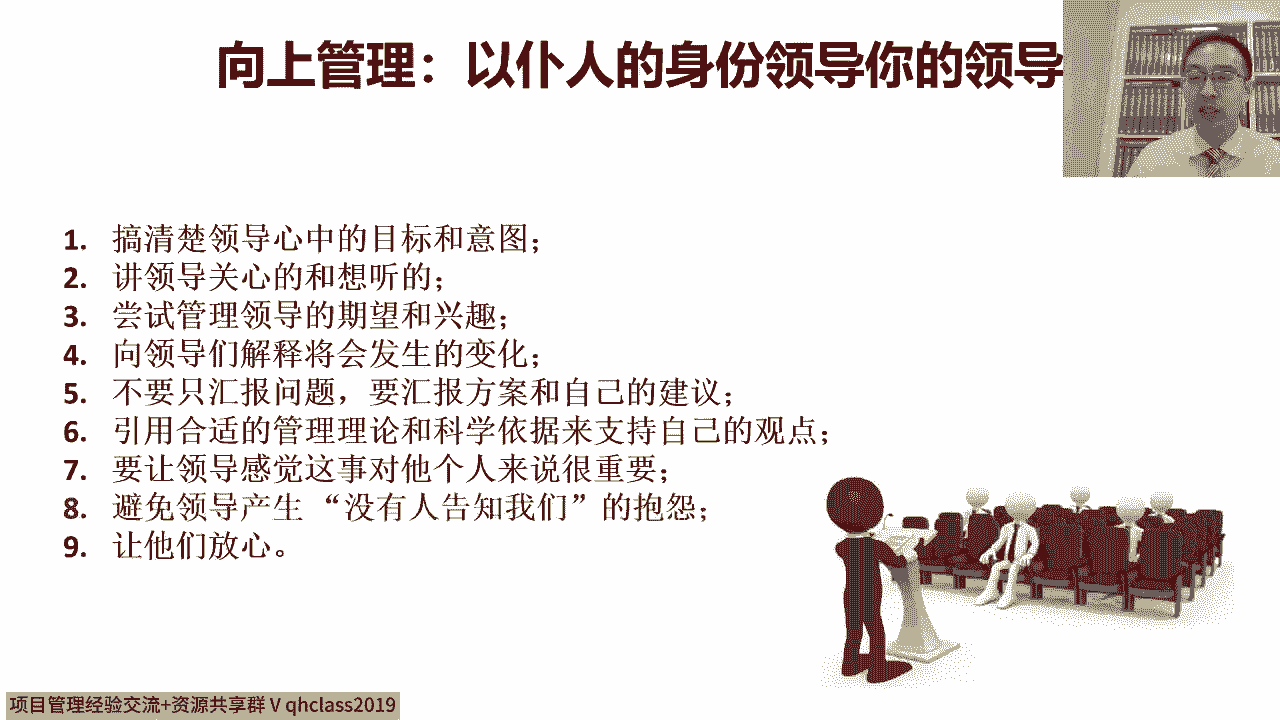 向上管理：以仆人的身份领导你的领导
1. 搞清楚领导心中的目标和意图；
2. 讲领导关心的和想听的；
3. 尝试管理领导的期望和兴趣；
4. 向领导们解释将会发生的变化；
5. 不要只汇报问题，要汇报方案和自己的建议；
6. 引用合适的管理理论和科学依据来支持自己的观点；
7. 要让领导感觉这事对他个人来说很重要；
8. 避免领导产生 “没有人告知我们”的抱怨；
9. 让他们放心。
项目管理经验交流+资源共享群 V qhclass2019